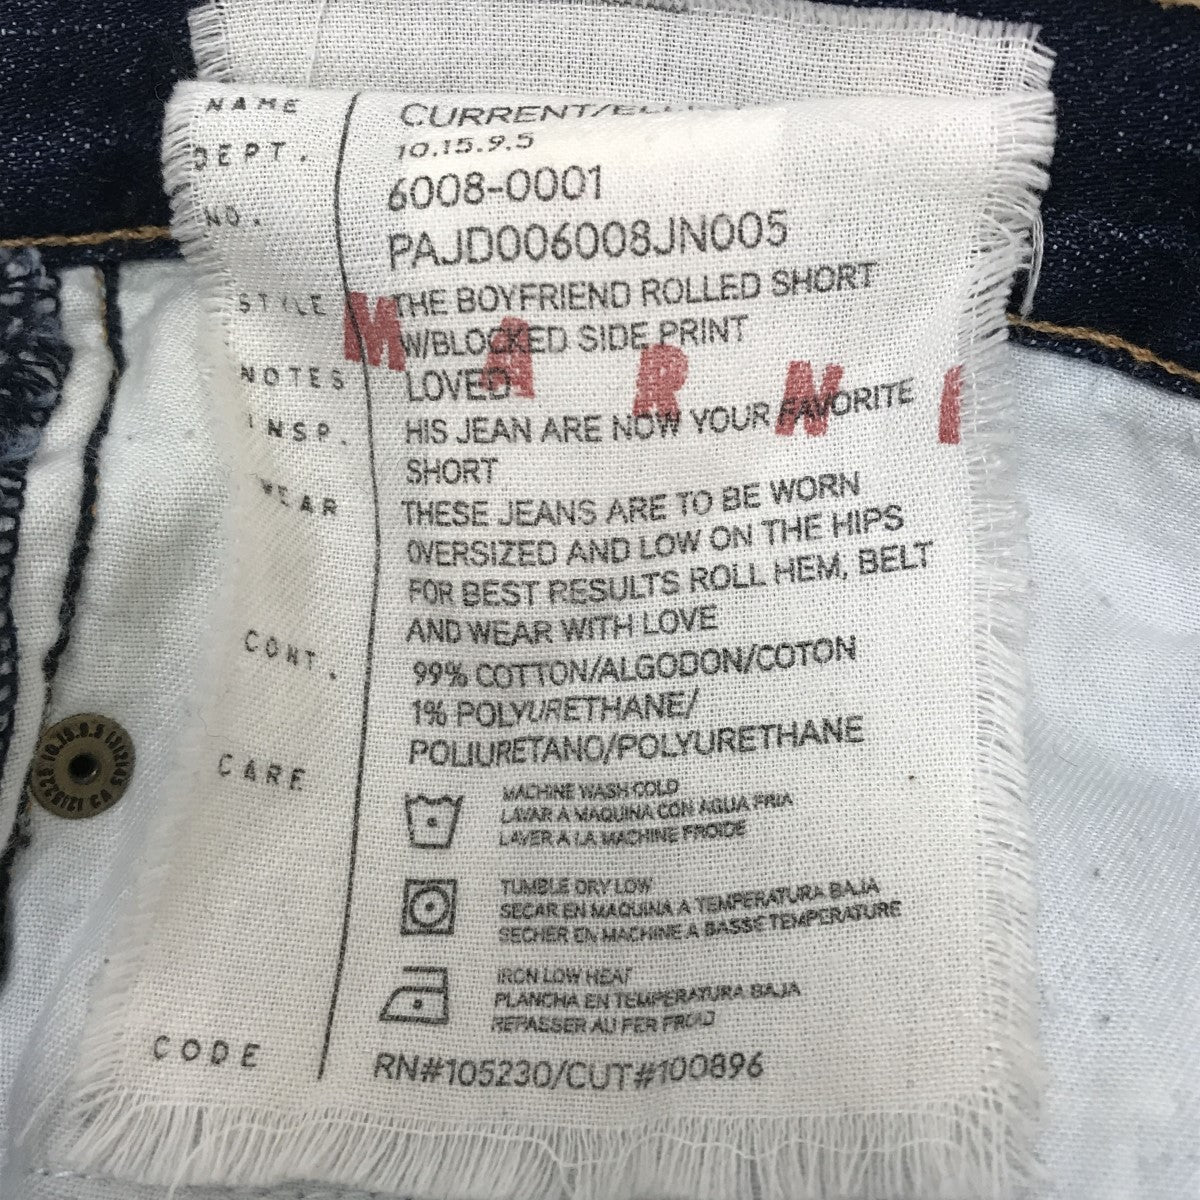 NAME CURRENT/ELL
DEPT. 10.15.9.5
NO. 6008-0001
PAJD006008JN005
STYLE THE BOYFRIEND ROLLED SHORT
W/BLOCKED SIDE PRINT
MARNI
NOTES LOVED
INSP. HIS JEAN ARE NOW YOUR FAVORITE
SHORT
WEAR THESE JEANS ARE TO BE WORN
OVERSIZED AND LOW ON THE HIPS
FOR BEST RESULTS ROLL HEM, BELT
AND WEAR WITH LOVE
CONT. 99% COTTON/ALGODON/COTON
1% POLYURETHANE/
POLIURETANO/POLYURETHANE
CARE MACHINE WASH COLD
LAVAR A MAQUINA CON AGUA FRIA
LAVER A LA MACHINE FROIDE
TUMBLE DRY LOW
SECAR EN MAQUINA A TEMPERATURA BAJA
SECHER EN MACHINE A BASSE TEMPERATURE
IRON LOW HEAT
PLANCHA EN TEMPERATURA BAJA
REPASSER AU FER FROID
CODE RN#105230/CUT#100896
10.15.9.5